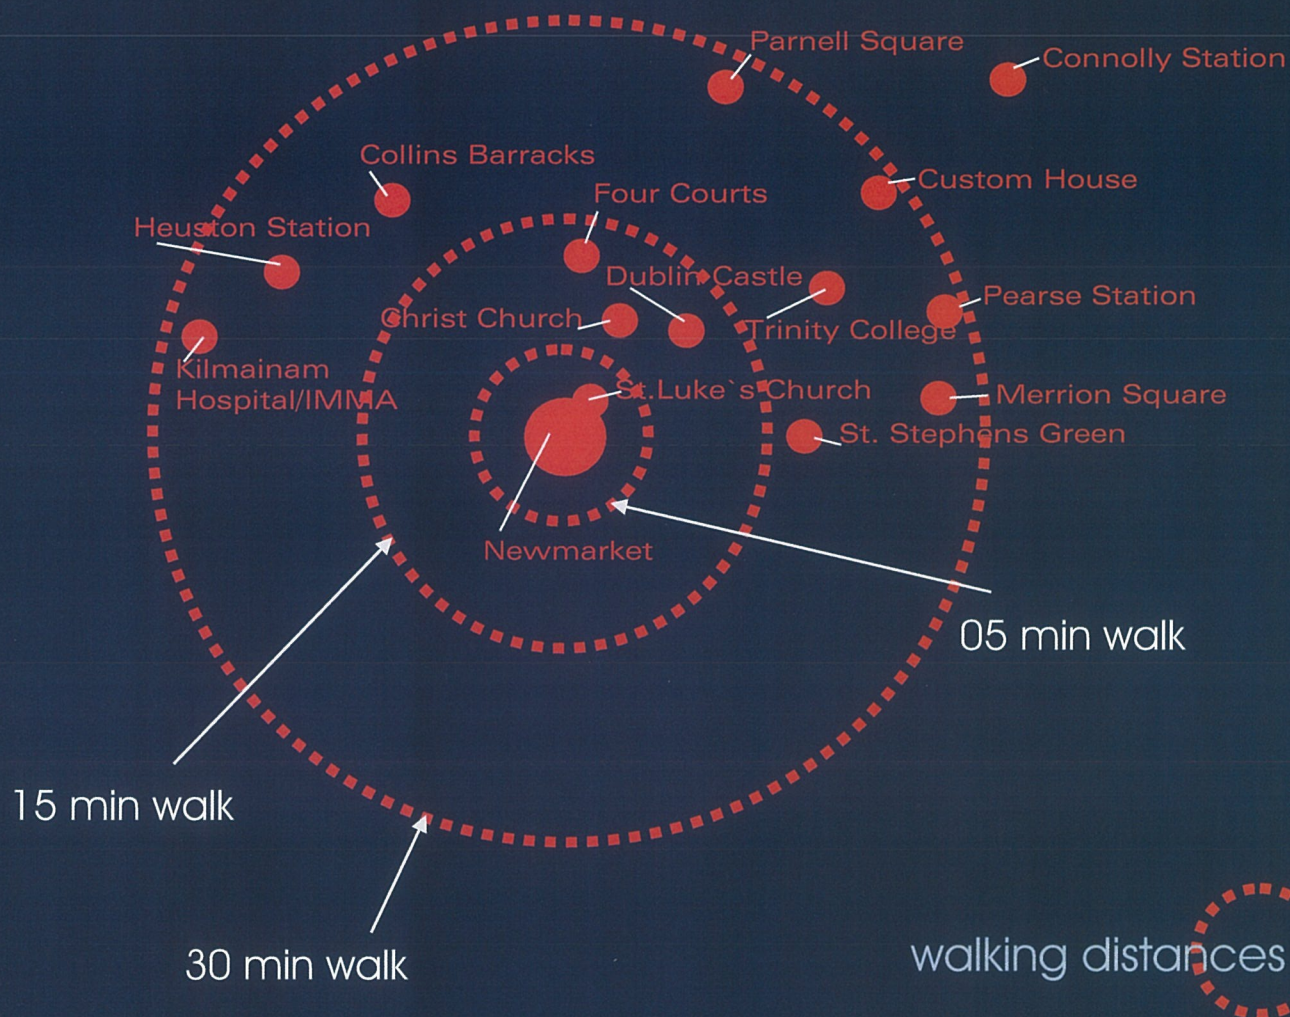 Parnell Square
Connolly Station
Collins Barracks
Custom House
Four Courts
Heuston Station
Dublin Castle
Pearse Station
Christ Church
Trinity College
Kilmainam
Hospital/IMMA
St.Luke`s Church
Merrion Square
St. Stephens Green
Newmarket
05 min walk
15 min walk
30 min walk
walking distances